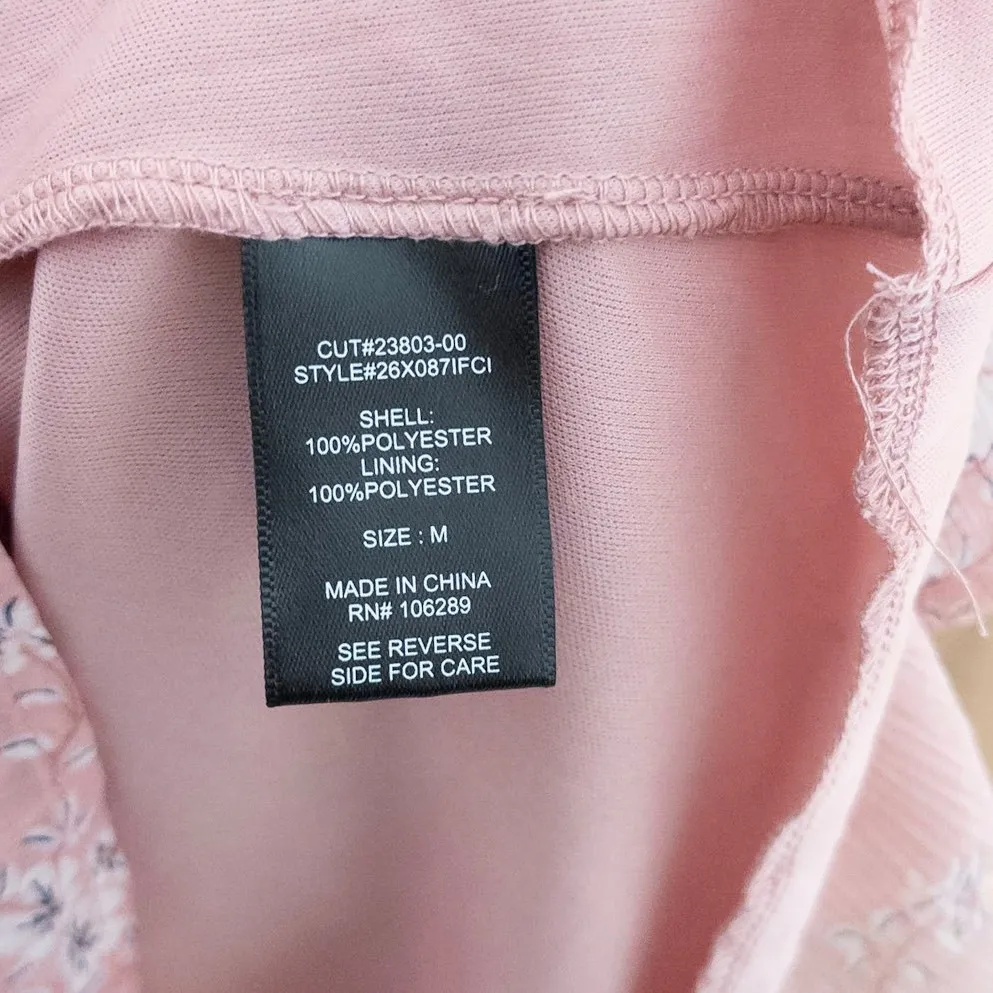 CUT#23803-00
STYLE#26X087IFCI
SHELL:
100%POLYESTER
LINING:
100%POLYESTER
SIZE : M
MADE IN CHINA
RN# 106289
SEE REVERSE
SIDE FOR CARE